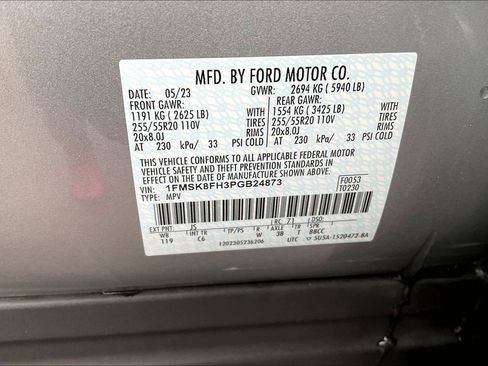 MFD. BY FORD MOTOR CO.
DATE: 05/23 GVWR: 2694 KG ( 5940 LB)
FRONT GAWR: REAR GAWR:
1191 KG ( 2625 LB) WITH 1554 KG ( 3425 LB) WITH
255/55R20 110V TIRES 255/55R20 110V TIRES
20x8.0J RIMS 20x8.0J RIMS
AT 230 kPa/ 33 PSI COLD AT 230 kPa/ 33 PSI COLD
THIS VEHICLE CONFORMS TO ALL APPLICABLE FEDERAL MOTOR
VEHICLE SAFETY AND THEFT PREVENTION STANDARDS IN EFFECT
ON THE DATE OF MANUFACTURE SHOWN ABOVE.
VIN: 1FMSK8FH3PGB24873
TYPE: MPV
F0053
T0230
EXT PNT: JS RC: 71 DSO:
WB INT TR TP/PS R AXLE TR SPR
119 C6 W 3B T BBCC
1202305236206 UTC 5U5A-1520472-BA